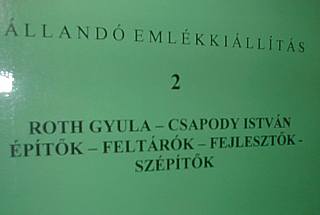 ÁLLANDÓ EMLÉKKIÁLLÍTÁS
2
ROTH GYULA – CSAPODY ISTVÁN
ÉPÍTŐK – FELTÁRÓK – FEJLESZTŐK -
SZÉPÍTŐK